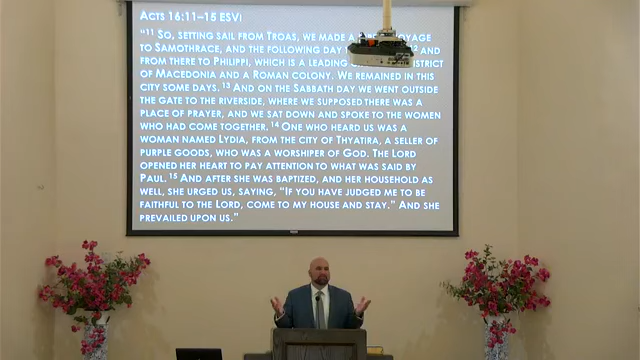 Acts 16:11–15 ESVi
"11 So, setting sail from Troas, we made a voyage
to Samothrace, and the following day and
from there to Philippi, which is a leading district
of Macedonia and a Roman colony. We remained in this
city some days. 13 And on the Sabbath day we went outside
the gate to the riverside, where we supposed there was a
place of prayer, and we sat down and spoke to the women
who had come together. 14 One who heard us was a
woman named Lydia, from the city of Thyatira, a seller of
purple goods, who was a worshiper of God. The Lord
opened her heart to pay attention to what was said by
Paul. 15 And after she was baptized, and her household as
well, she urged us, saying, "If you have judged me to be
faithful to the Lord, come to my house and stay." And she
prevailed upon us."